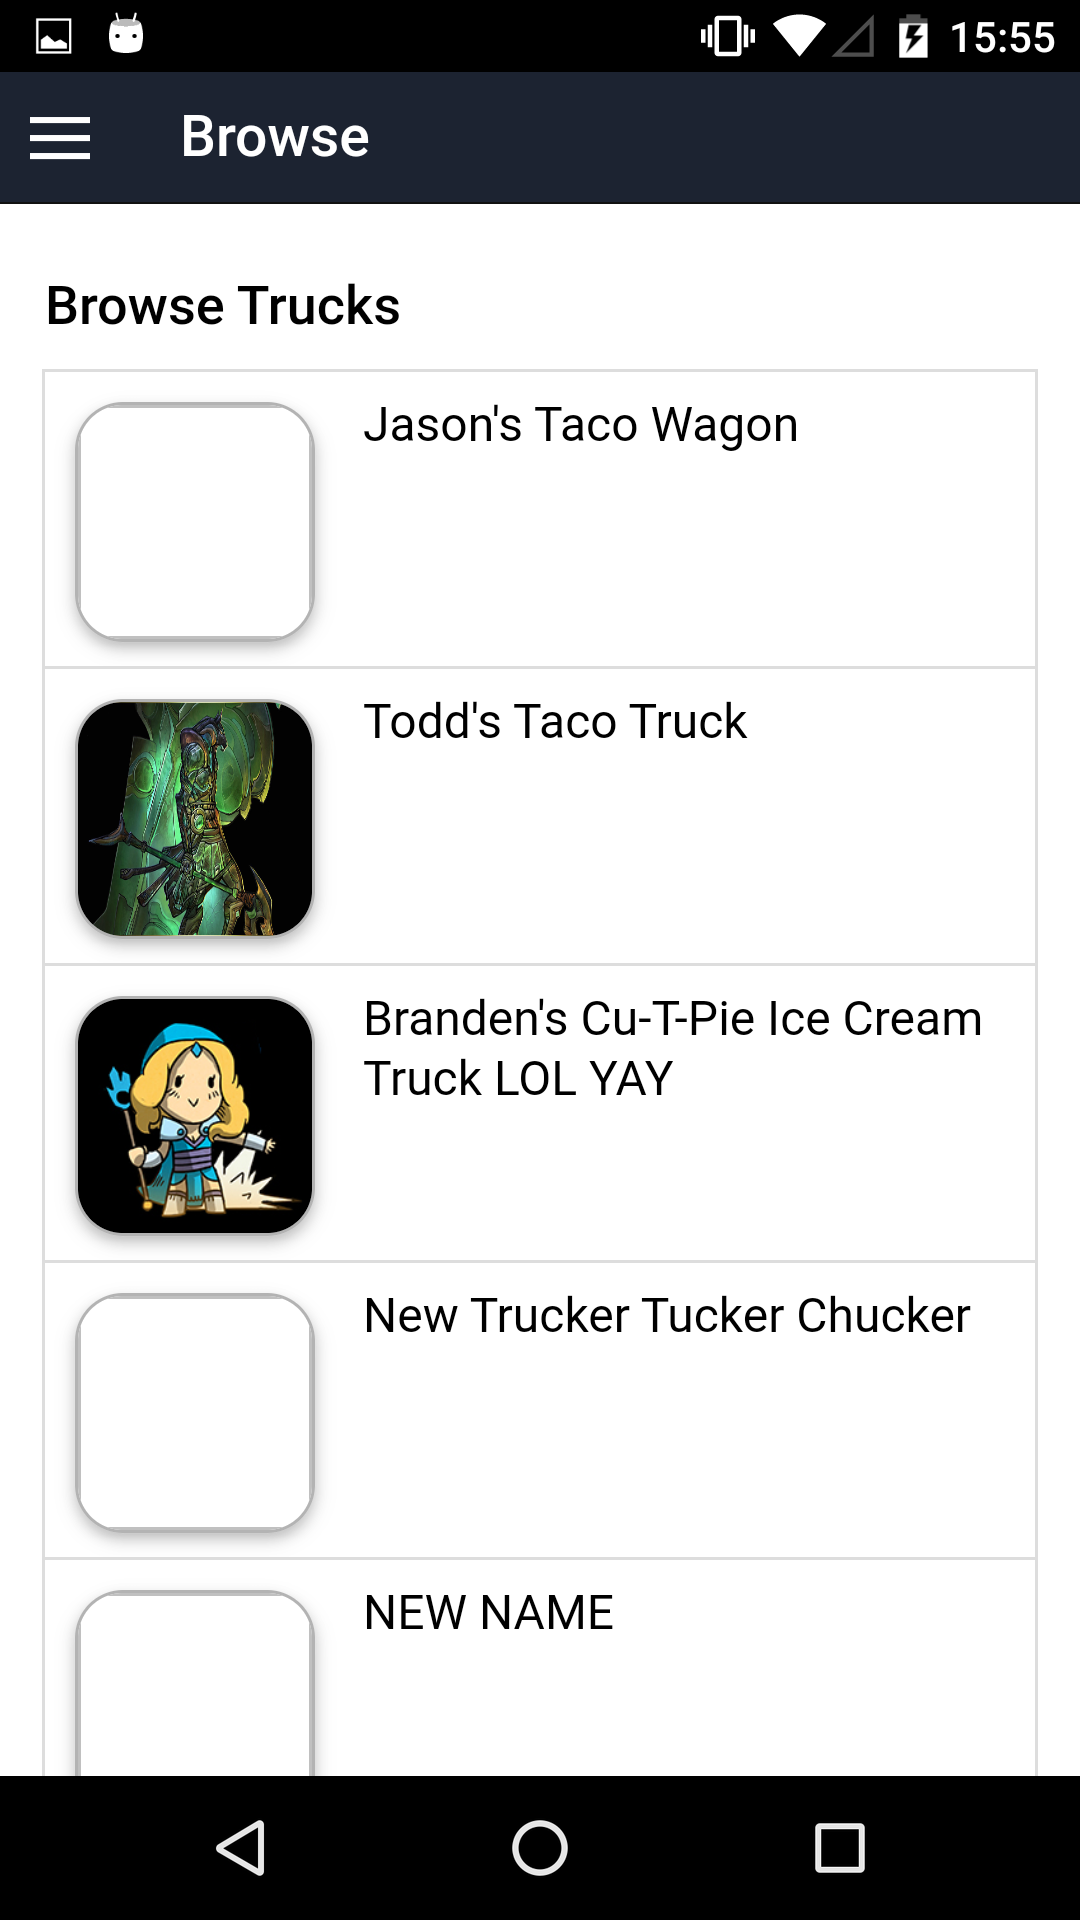 15:55
Browse
Browse Trucks
Jason's Taco Wagon
Todd's Taco Truck
Branden's Cu-T-Pie Ice Cream
Truck LOL YAY
New Trucker Tucker Chucker
NEW NAME